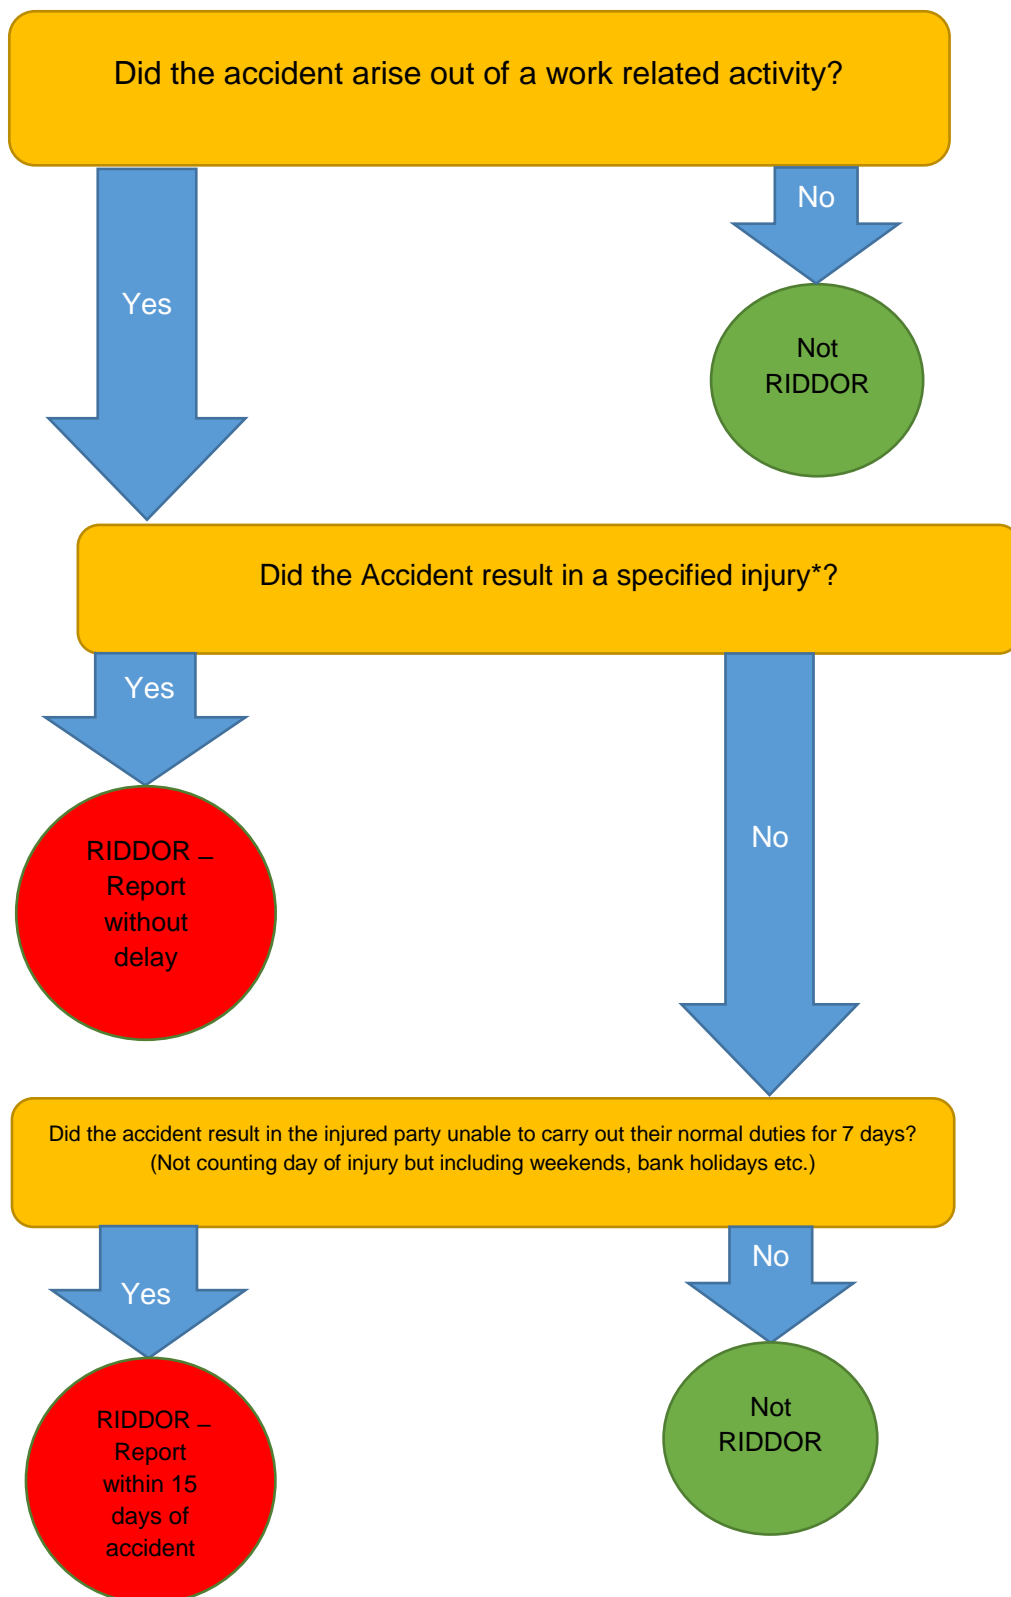 Did the accident arise out of a work related activity?
No
Yes
Not
RIDDOR
Did the Accident result in a specified injury*?
Yes
No
RIDDOR –
Report
without
delay
Did the accident result in the injured party unable to carry out their normal duties for 7 days?
(Not counting day of injury but including weekends, bank holidays etc.)
No
Yes
Not
RIDDOR
RIDDOR –
Report
within 15
days of
accident